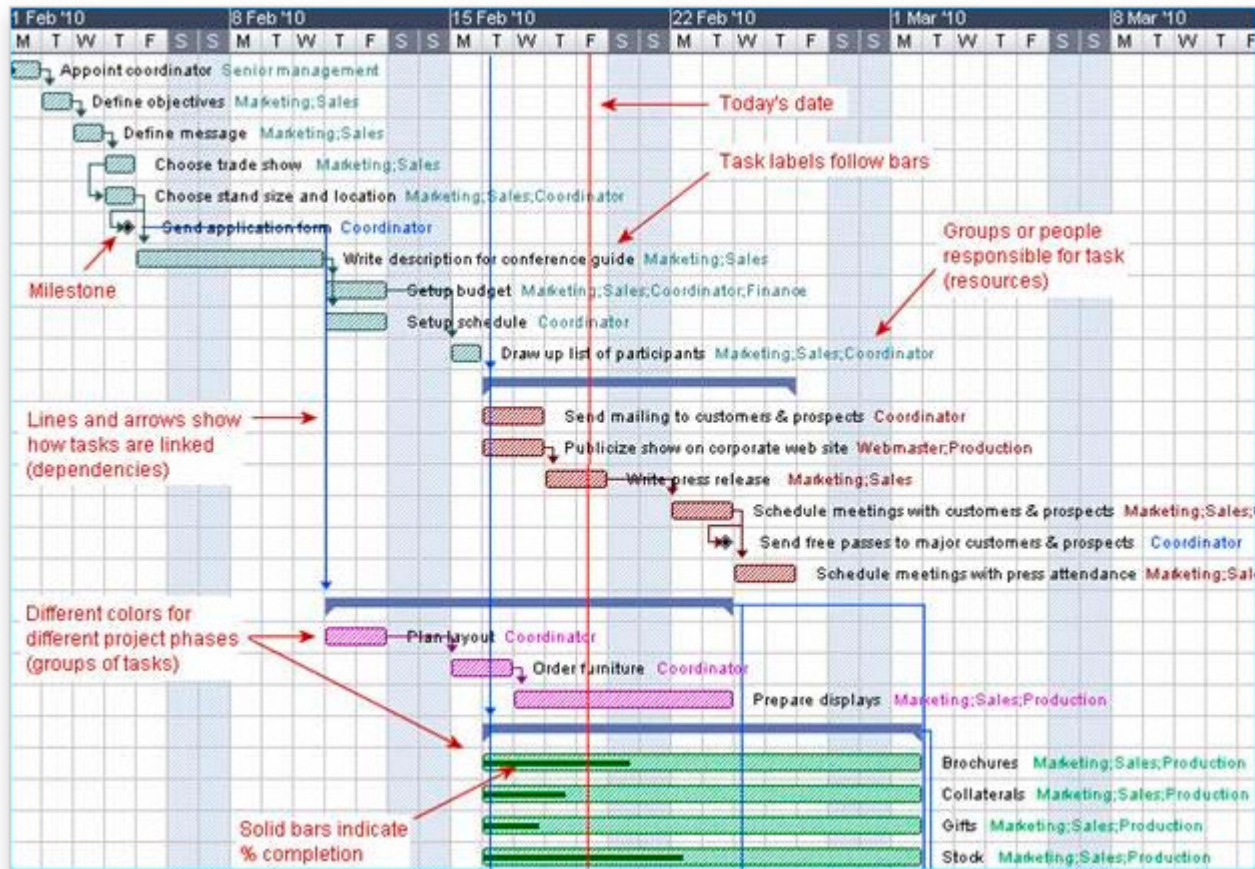 1 Feb '10 8 Feb '10 15 Feb '10 22 Feb '10 1 Mar '10 8 Mar '10
M T W T F S S M T W T F S S M T W T F S S M T W T F S S M T W T F S S M T W T F
Appoint coordinator Senior management
Define objectives Marketing;Sales
Today's date
Define message Marketing;Sales
Choose trade show Marketing;Sales
Task labels follow bars
Choose stand size and location Marketing;Sales;Coordinator
Send application form Coordinator
Groups or people
responsible for task
(resources)
Write description for conference guide Marketing;Sales
Milestone
Setup budget Marketing;Sales;Coordinator;Finance
Setup schedule Coordinator
Draw up list of participants Marketing;Sales;Coordinator
Lines and arrows show
how tasks are linked
(dependencies)
Send mailing to customers & prospects Coordinator
Publicize show on corporate web site Webmaster;Production
Write press release Marketing;Sales
Schedule meetings with customers & prospects Marketing;Sales;
Send free passes to major customers & prospects Coordinator
Schedule meetings with press attendance Marketing;Sal
Different colors for
different project phases
(groups of tasks)
Plan layout Coordinator
Order furniture Coordinator
Prepare displays Marketing;Sales;Production
Brochures Marketing;Sales;Production
Collaterals Marketing;Sales;Production
Solid bars indicate
% completion
Gifts Marketing;Sales;Production
Stock Marketing;Sales;Production